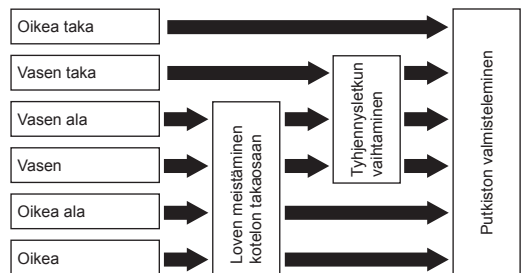 Oikea taka
Vasen taka
Vasen ala
Vasen
Oikea ala
Oikea
Loven meistäminen
kotelon takaosaan
Tyhjennysletkun
vaihtaminen
Putkiston valmisteleminen